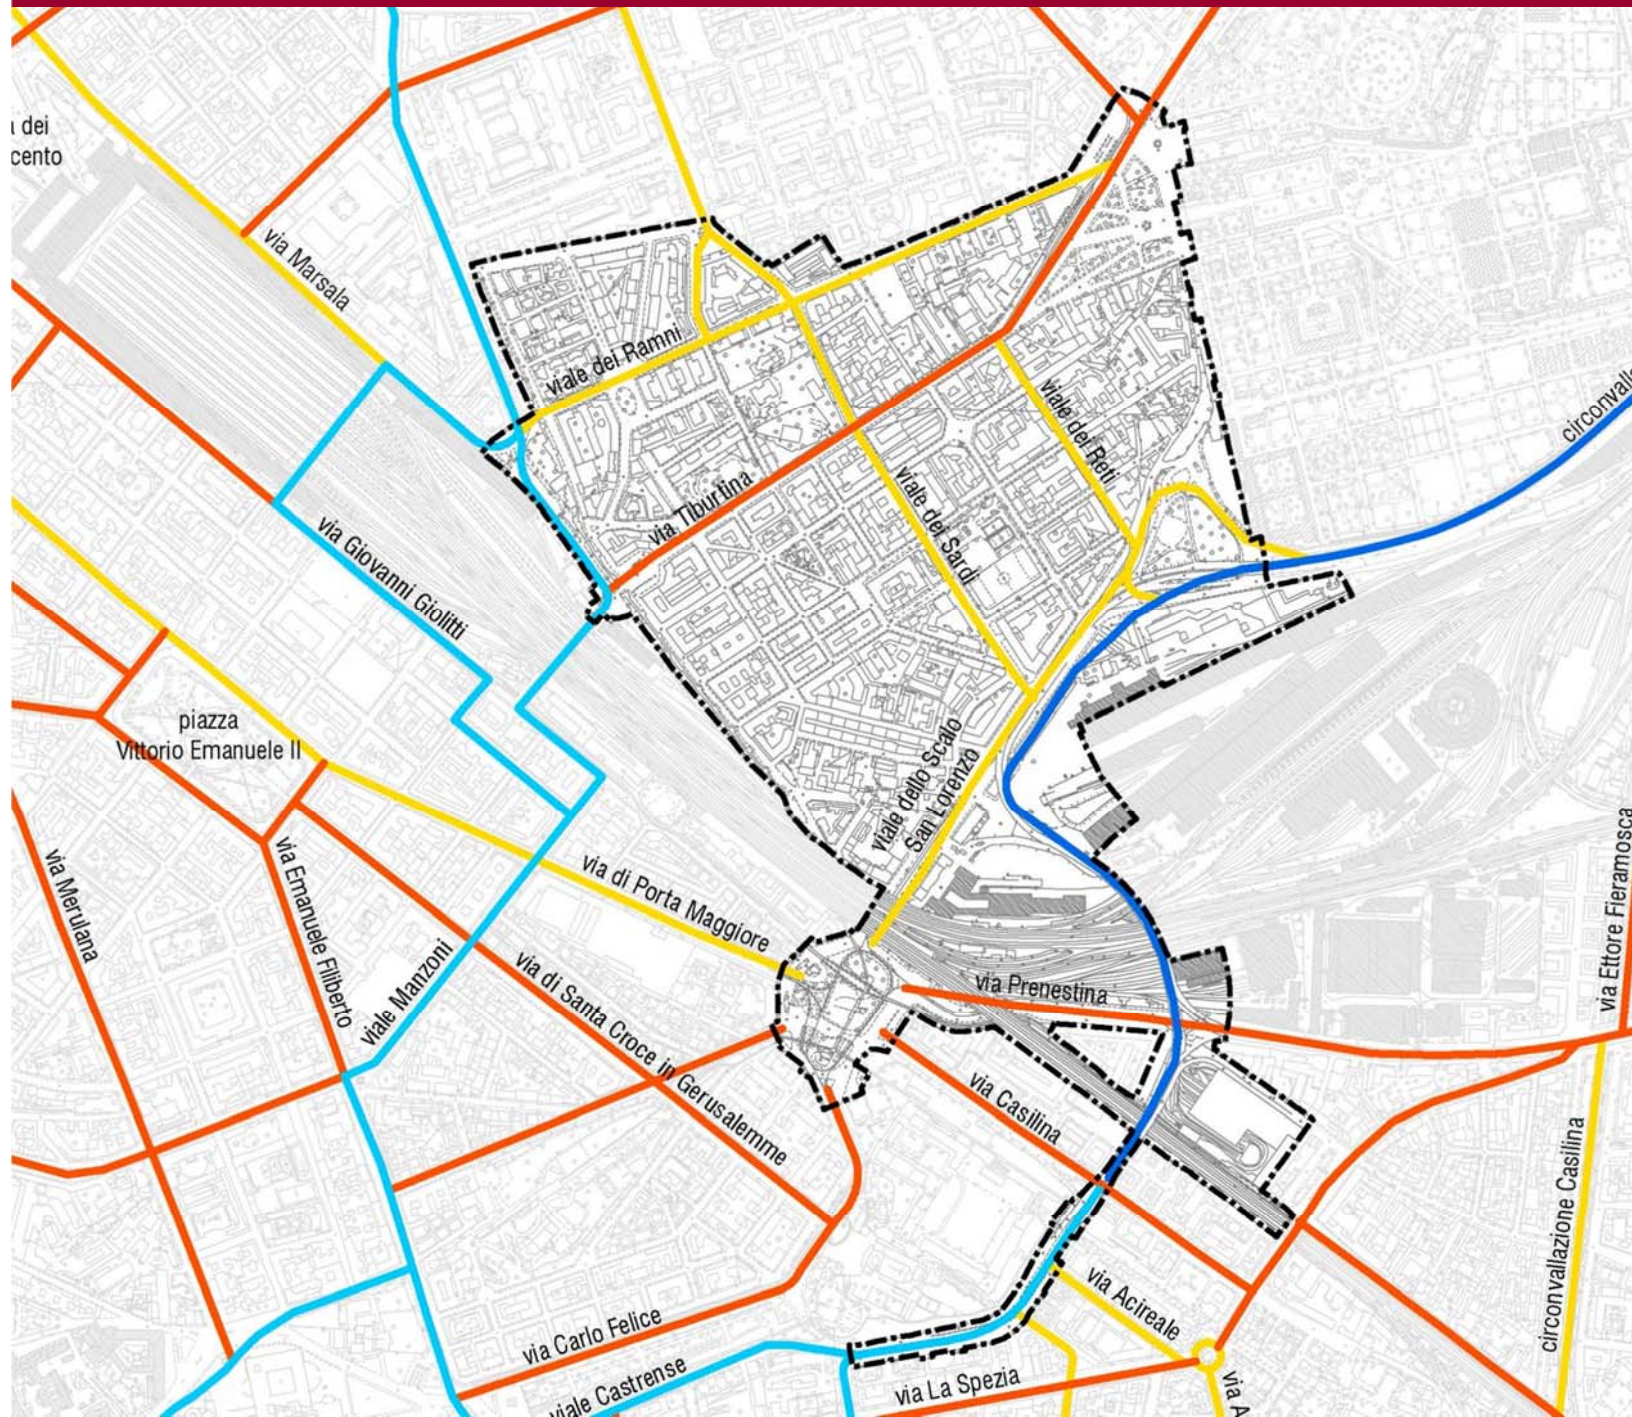 a dei
cento
via Marsala
viale dei Ramni
circonvalla
viale dei Reti
via Tiburtina
viale dei Sardi
via Giovanni Giolitti
piazza
Vittorio Emanuele II
viale dello Scalo
San Lorenzo
via Merulana
via Emanuele Filiberto
via di Porta Maggiore
viale Manzoni
via di Santa Croce in Gerusalemme
via Prenestina
via Ettore Fieramosca
via Casilina
circonvallazione Casilina
via Acireale
via Carlo Felice
viale Castrense
via La Spezia
via A